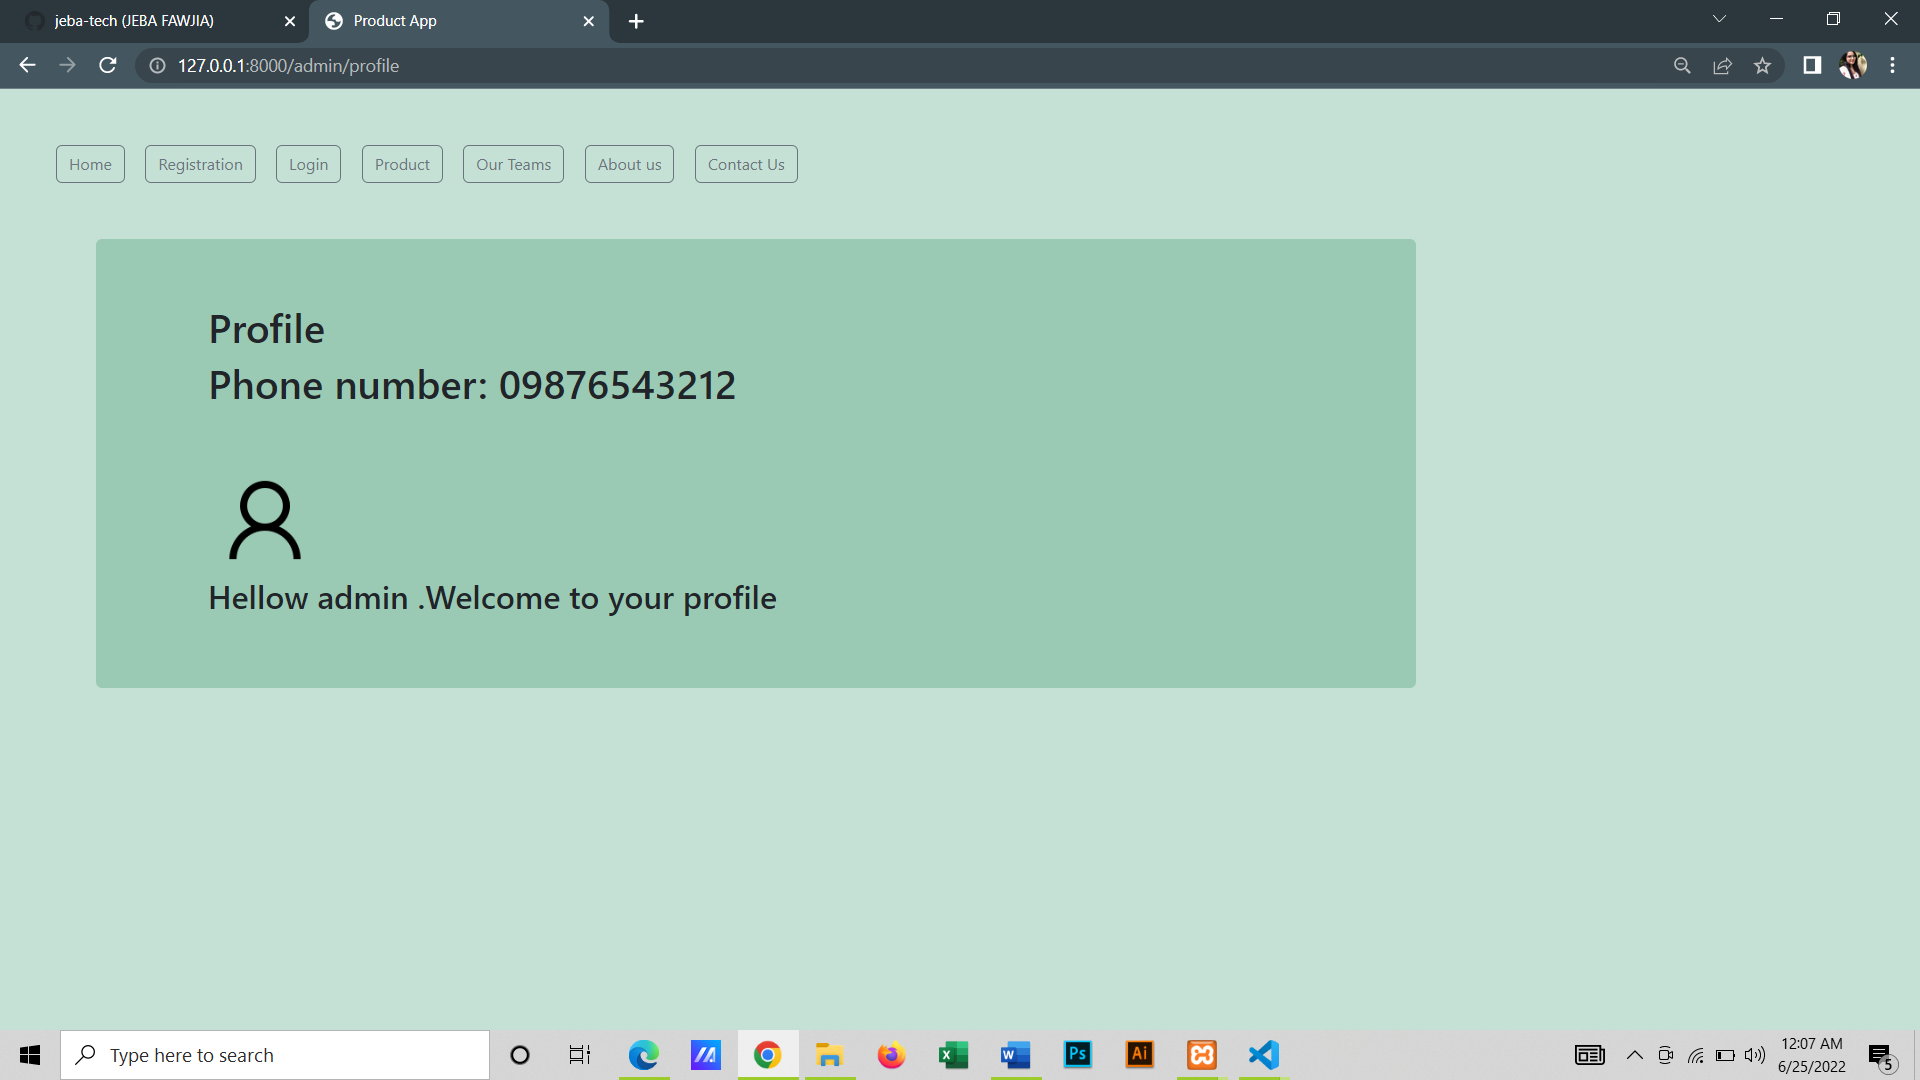 jeba-tech (JEBA FAWJIA)
Product App
127.0.0.1:8000/admin/profile
Home
Registration
Login
Product
Our Teams
About us
Contact Us
Profile
Phone number: 09876543212
Hellow admin .Welcome to your profile
Type here to search
X
W
Ps
Ai
12:07 AM
6/25/2022
5